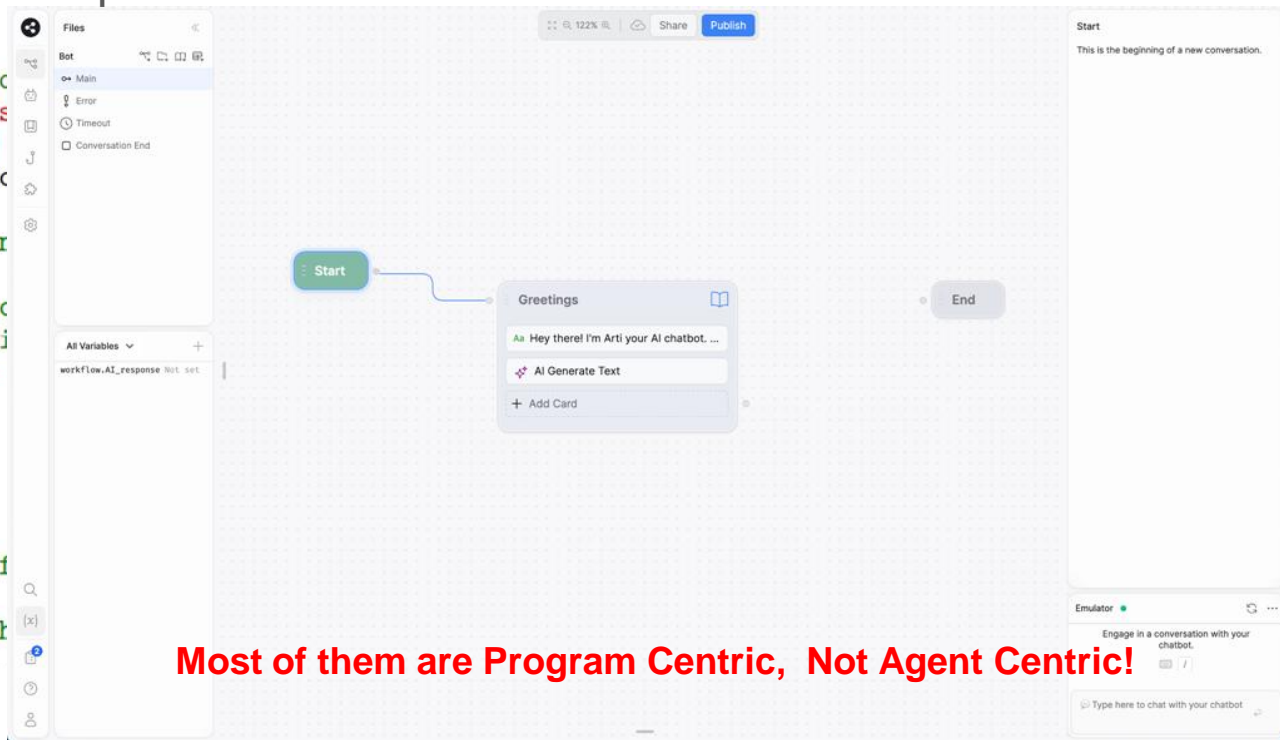 Files
Bot
Main
Error
Timeout
Conversation End
All Variables
workflow.AI_response Not set
122%
Share
Publish
Start
Greetings
Aa Hey there! I'm Arti your AI chatbot. ...
AI Generate Text
+ Add Card
End
Start
This is the beginning of a new conversation.
Emulator
Engage in a conversation with your
chatbot.
/
Type here to chat with your chatbot
{x}
2
Most of them are Program Centric, Not Agent Centric!